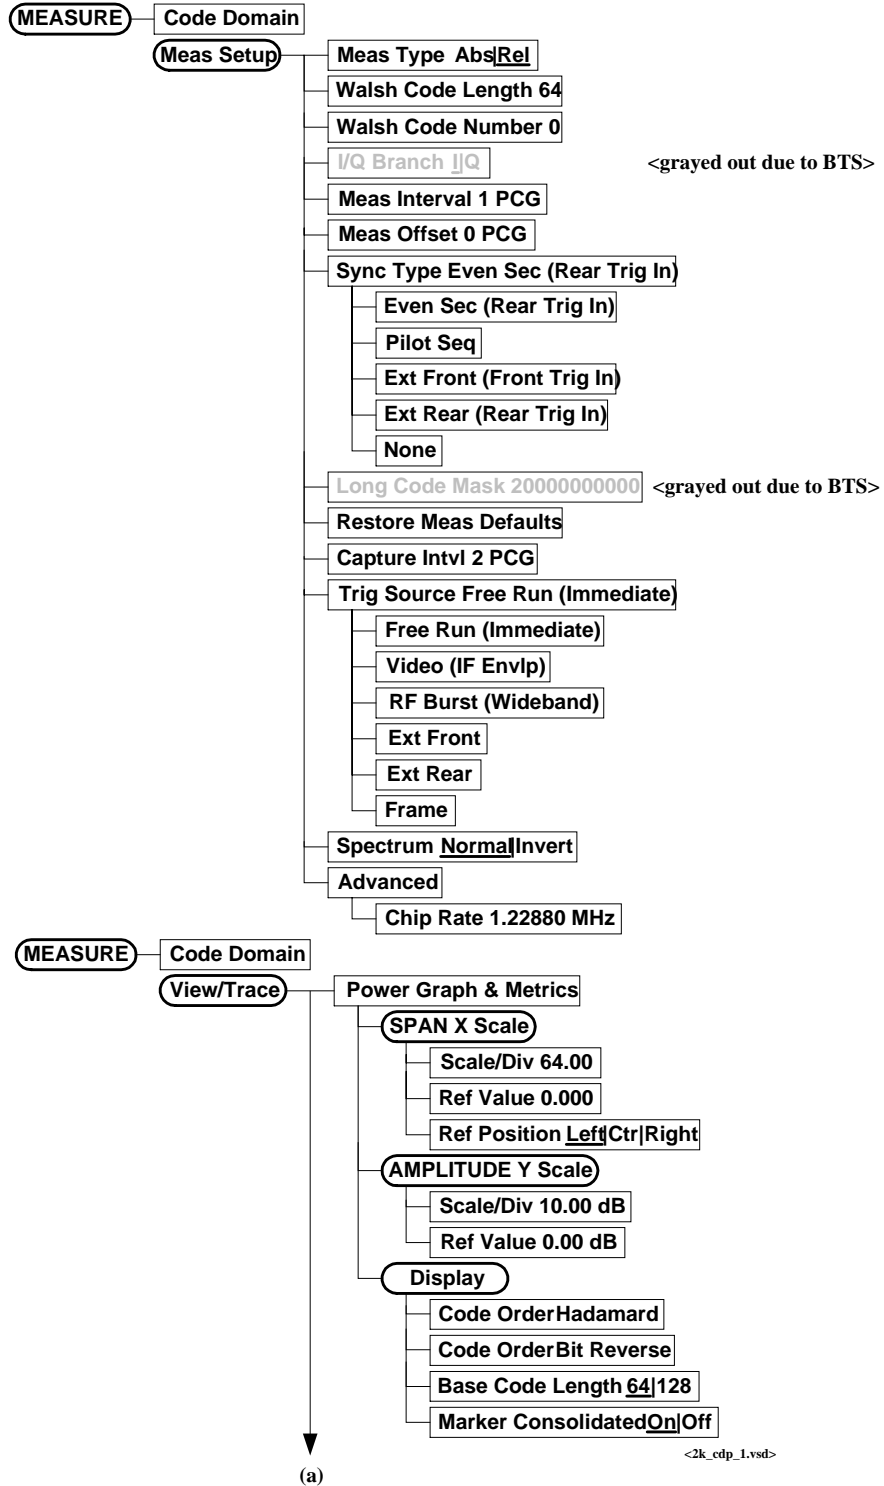 MEASURE Code Domain
Meas Setup Meas Type Abs|Rel
Walsh Code Length 64
Walsh Code Number 0
I/Q Branch I|Q <grayed out due to BTS>
Meas Interval 1 PCG
Meas Offset 0 PCG
Sync Type Even Sec (Rear Trig In)
Even Sec (Rear Trig In)
Pilot Seq
Ext Front (Front Trig In)
Ext Rear (Rear Trig In)
None
Long Code Mask 20000000000 <grayed out due to BTS>
Restore Meas Defaults
Capture Intvl 2 PCG
Trig Source Free Run (Immediate)
Free Run (Immediate)
Video (IF Envlp)
RF Burst (Wideband)
Ext Front
Ext Rear
Frame
Spectrum Normal|Invert
Advanced
Chip Rate 1.22880 MHz
MEASURE Code Domain
View/Trace Power Graph & Metrics
SPAN X Scale
Scale/Div 64.00
Ref Value 0.000
Ref Position Left|Ctr|Right
AMPLITUDE Y Scale
Scale/Div 10.00 dB
Ref Value 0.00 dB
Display
Code OrderHadamard
Code OrderBit Reverse
Base Code Length 64|128
Marker ConsolidatedOn|Off
<2k_cdp_1.vsd>
(a)